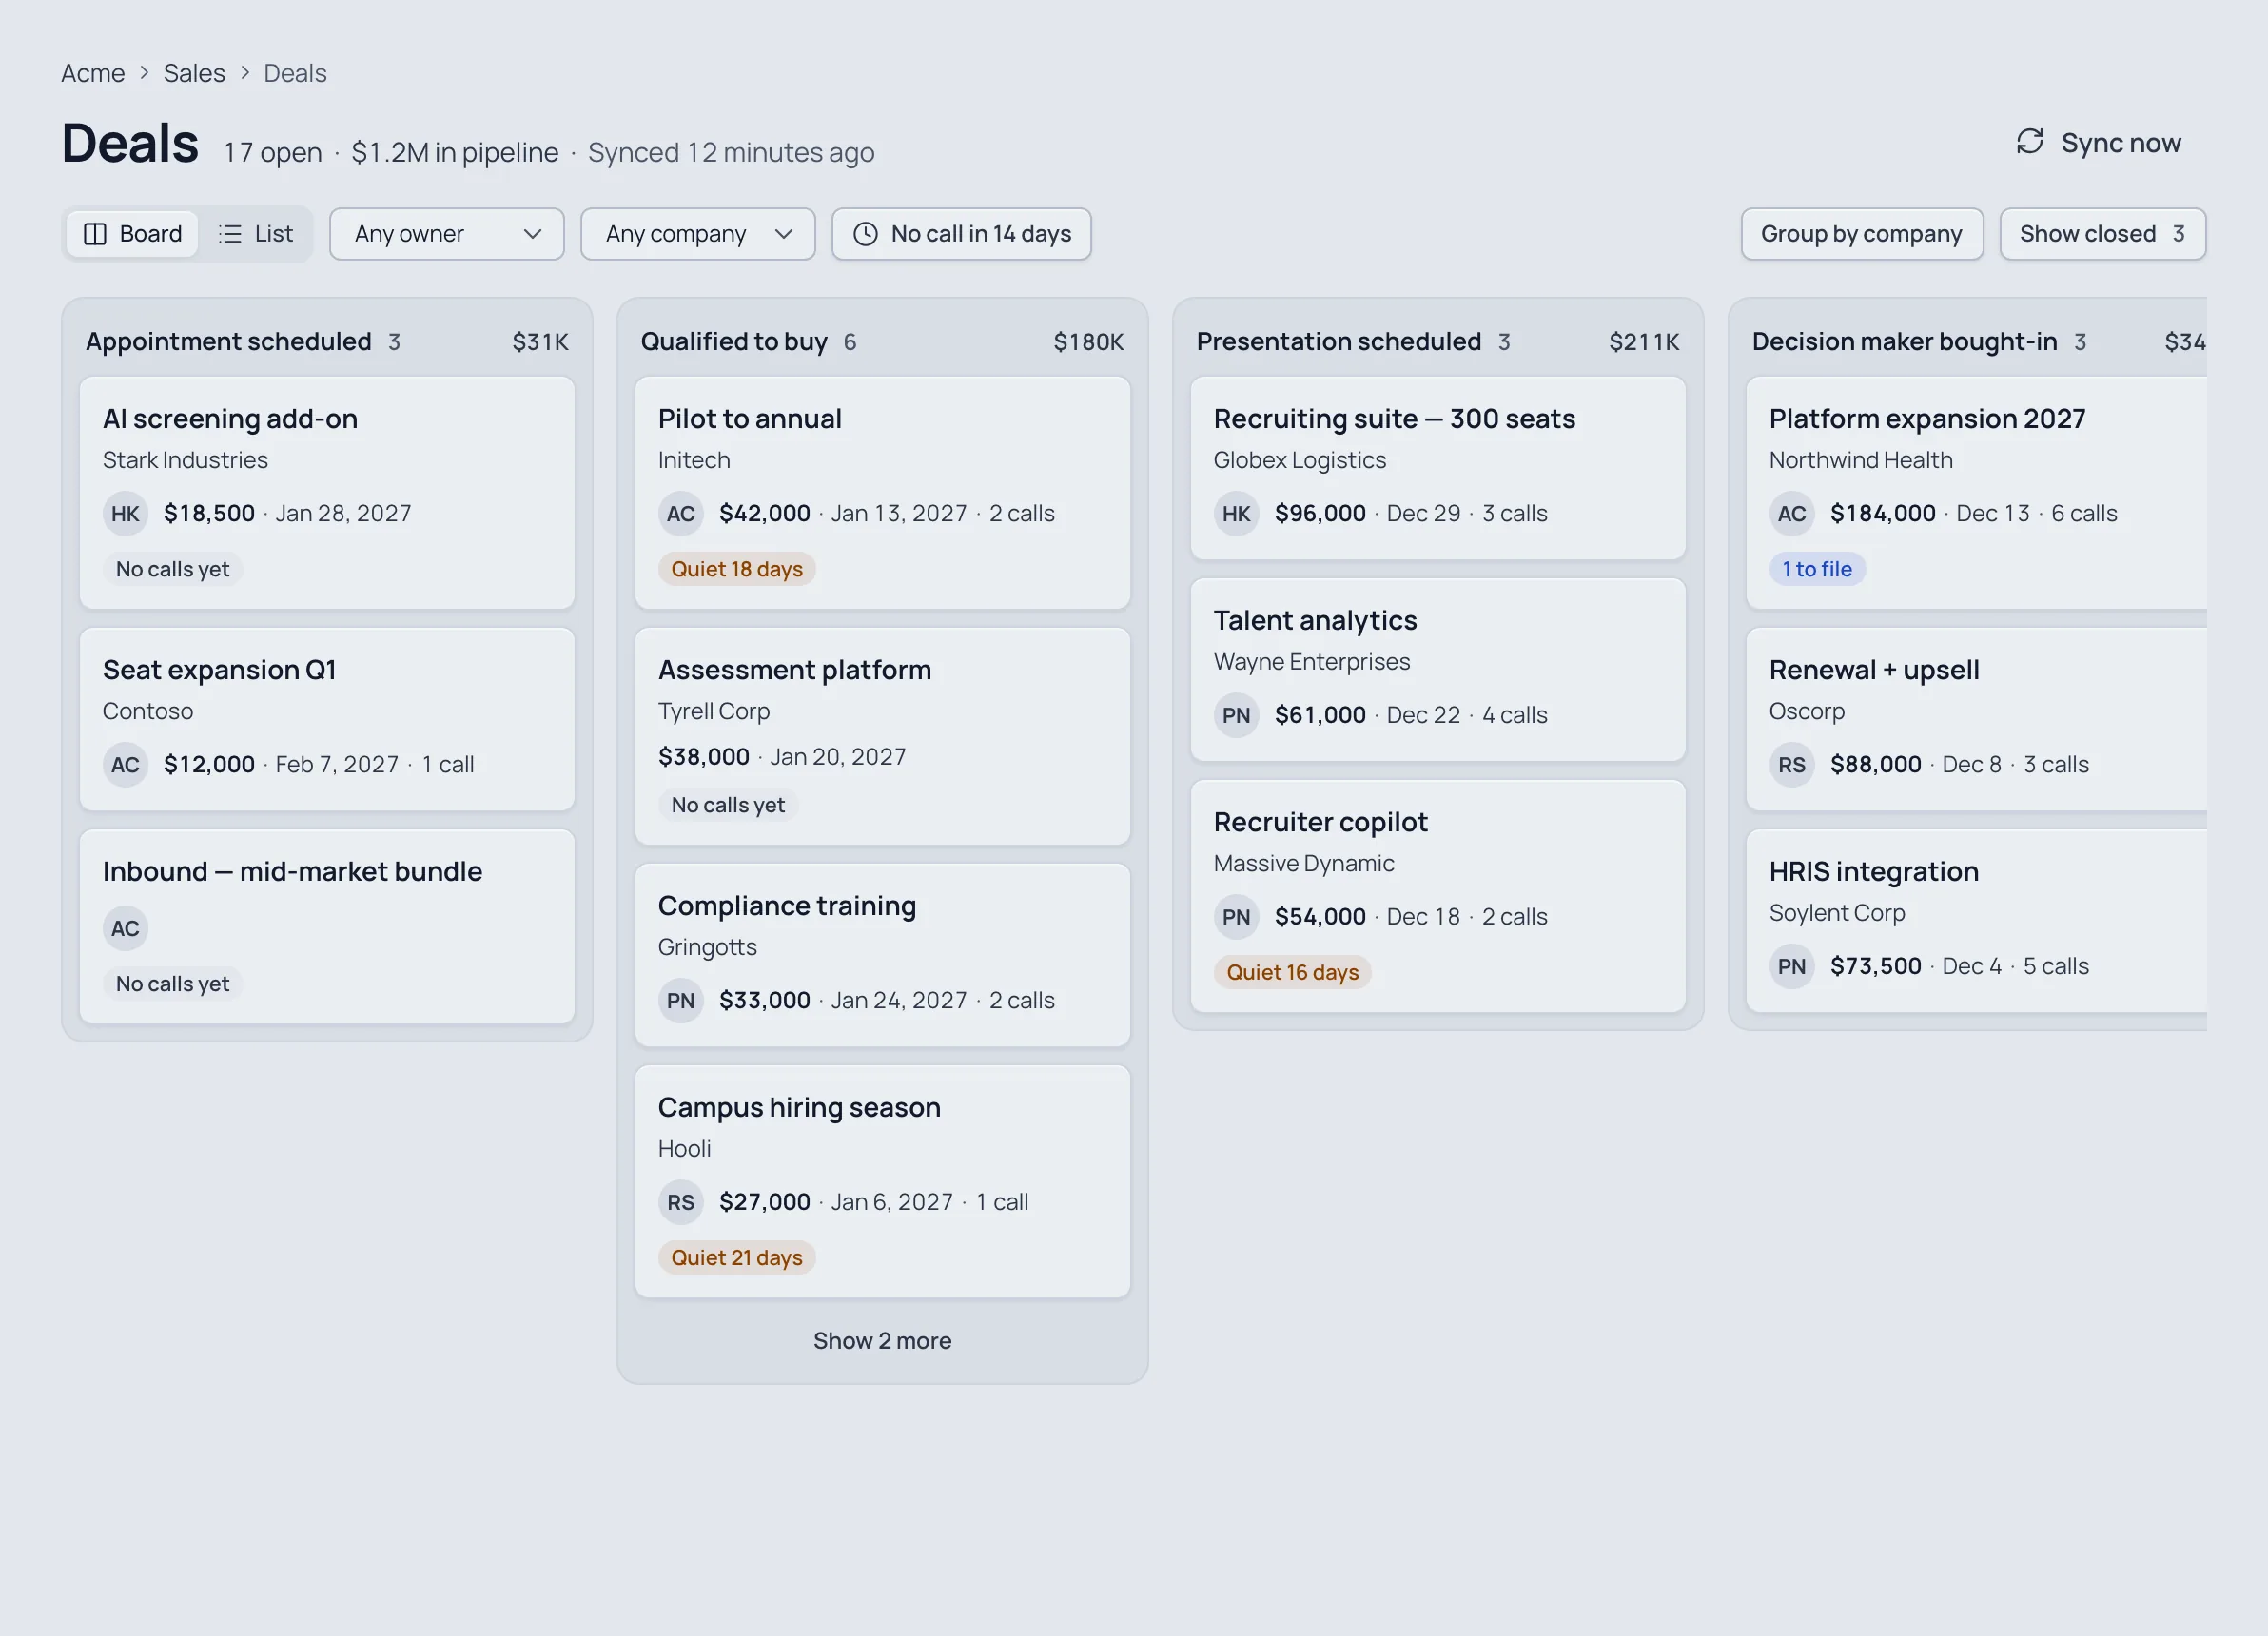 Acme > Sales > Deals
Deals 17 open · $1.2M in pipeline · Synced 12 minutes ago
Sync now
Board List Any owner Any company No call in 14 days
Group by company Show closed 3
Appointment scheduled 3 $31K
AI screening add-on
Stark Industries
HK $18,500 · Jan 28, 2027
No calls yet
Seat expansion Q1
Contoso
AC $12,000 · Feb 7, 2027 · 1 call
Inbound — mid-market bundle
AC
No calls yet
Qualified to buy 6 $180K
Pilot to annual
Initech
AC $42,000 · Jan 13, 2027 · 2 calls
Quiet 18 days
Assessment platform
Tyrell Corp
$38,000 · Jan 20, 2027
No calls yet
Compliance training
Gringotts
PN $33,000 · Jan 24, 2027 · 2 calls
Campus hiring season
Hooli
RS $27,000 · Jan 6, 2027 · 1 call
Quiet 21 days
Show 2 more
Presentation scheduled 3 $211K
Recruiting suite — 300 seats
Globex Logistics
HK $96,000 · Dec 29 · 3 calls
Talent analytics
Wayne Enterprises
PN $61,000 · Dec 22 · 4 calls
Recruiter copilot
Massive Dynamic
PN $54,000 · Dec 18 · 2 calls
Quiet 16 days
Decision maker bought-in 3 $34
Platform expansion 2027
Northwind Health
AC $184,000 · Dec 13 · 6 calls
1 to file
Renewal + upsell
Oscorp
RS $88,000 · Dec 8 · 3 calls
HRIS integration
Soylent Corp
PN $73,500 · Dec 4 · 5 calls